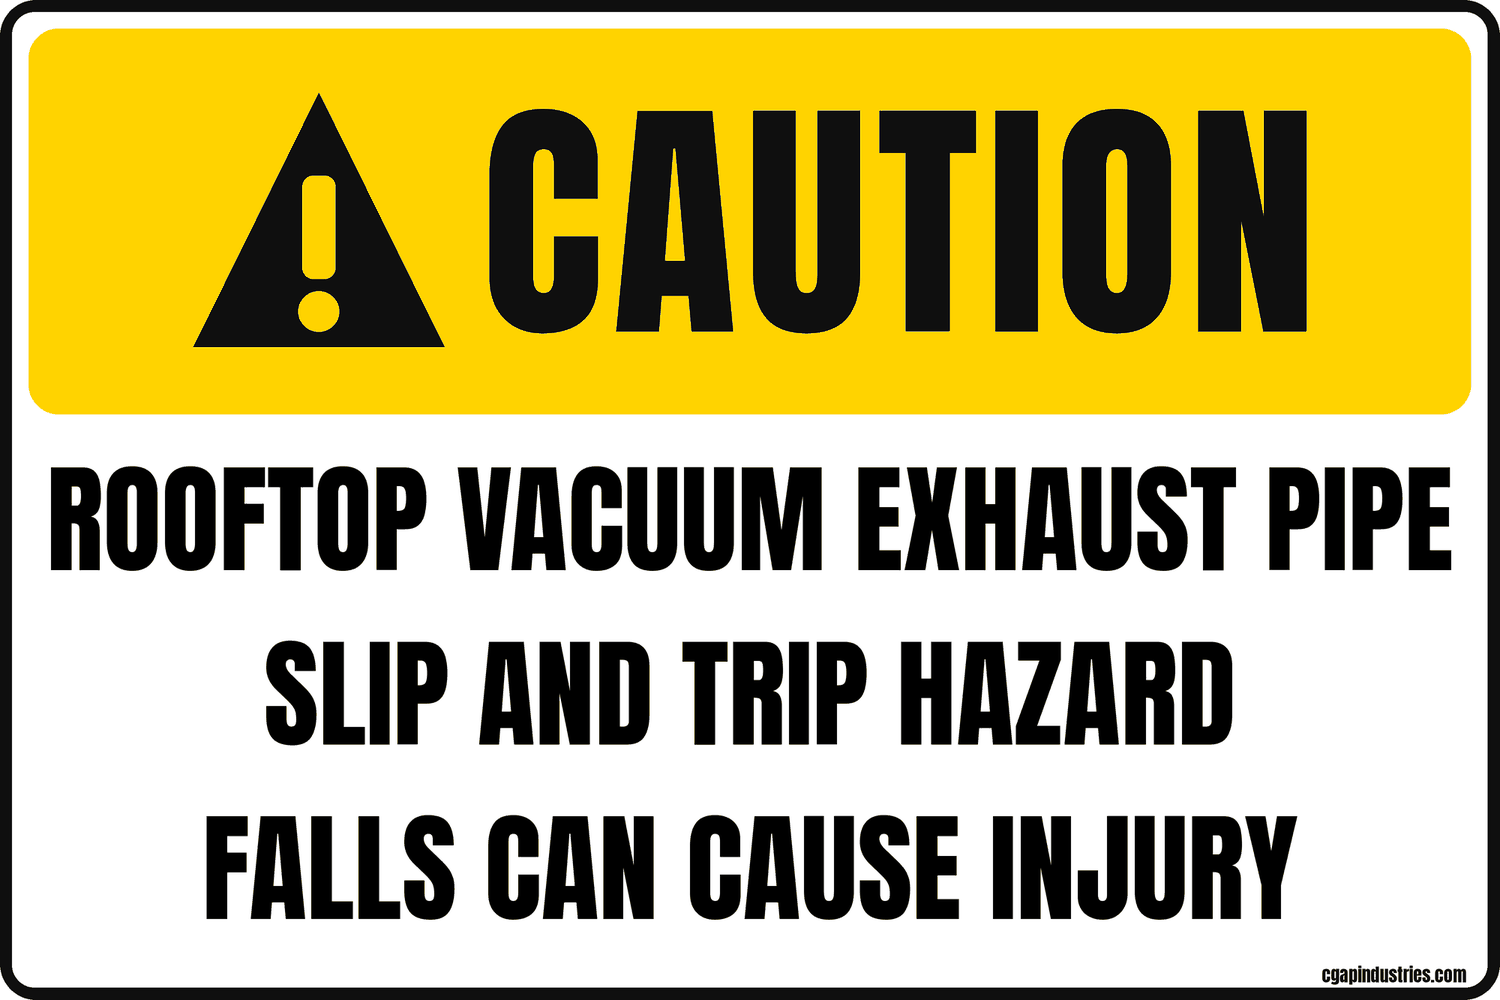 CAUTION
ROOFTOP VACUUM EXHAUST PIPE
SLIP AND TRIP HAZARD
FALLS CAN CAUSE INJURY
cgapindustries.com